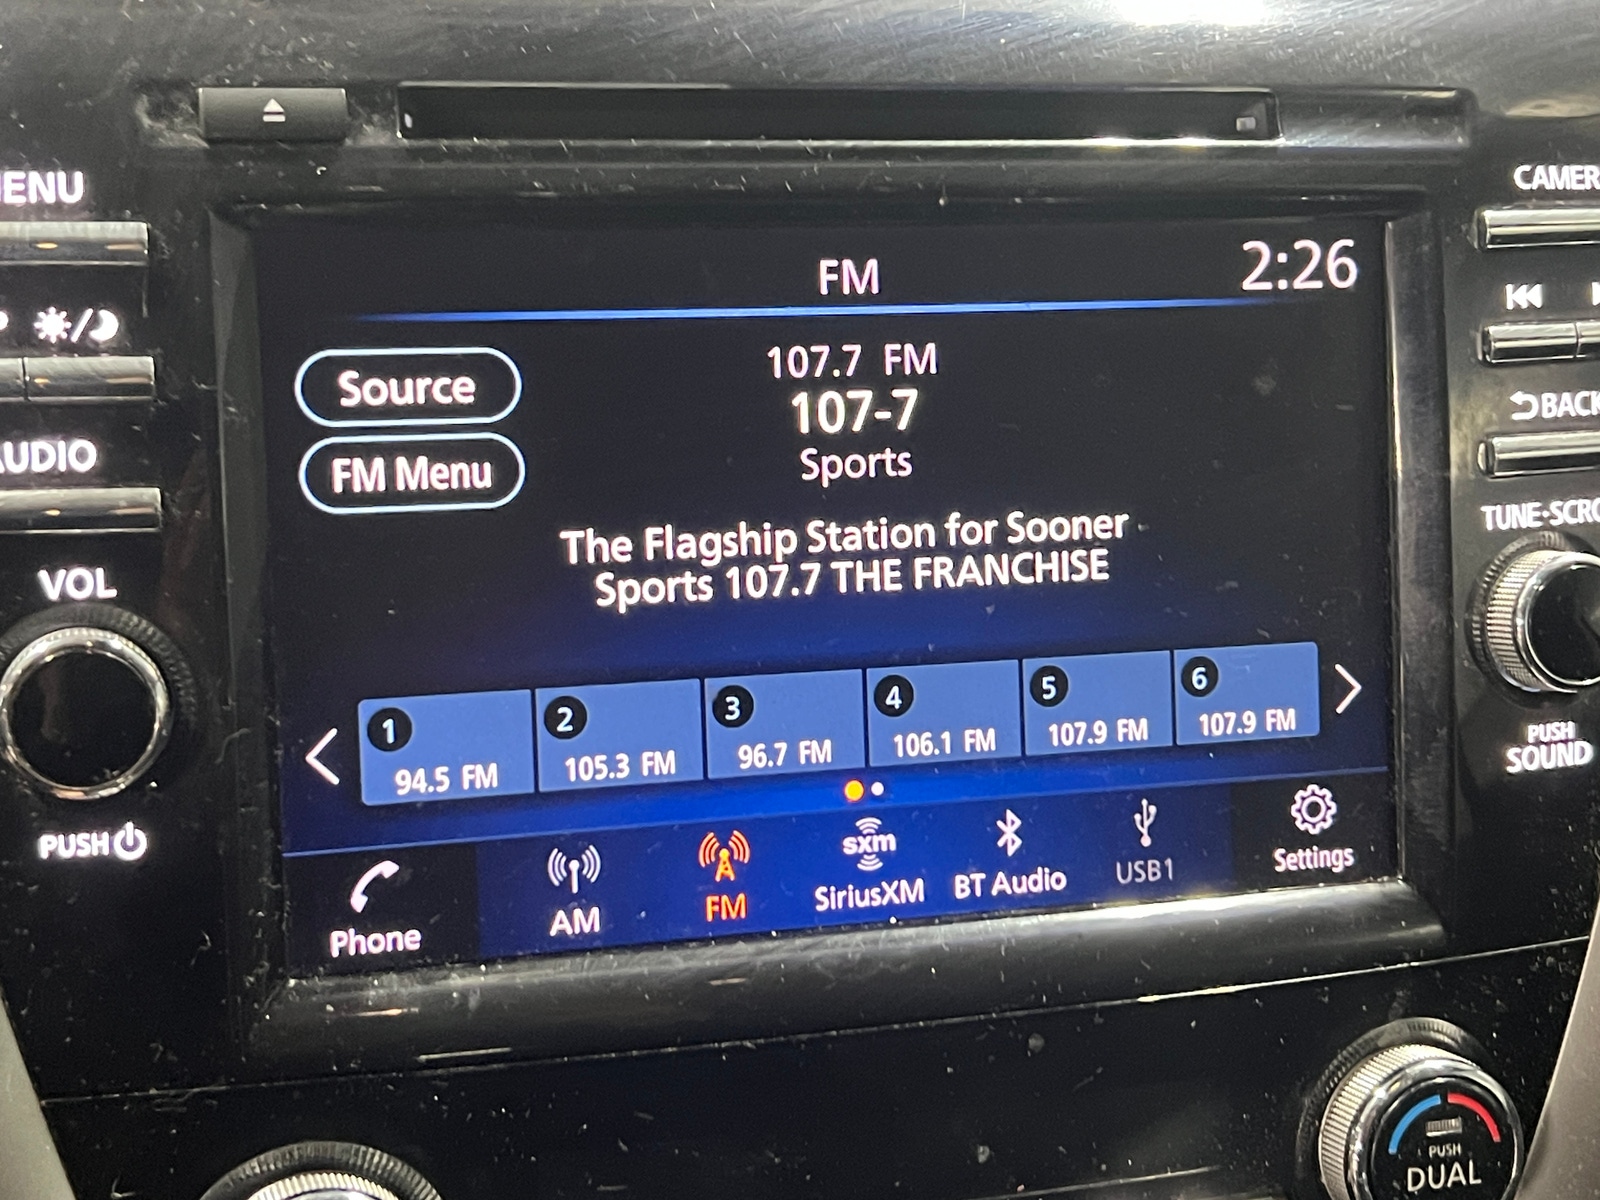 MENU
AUDIO
VOL
PUSH
FM
2:26
Source
FM Menu
107.7 FM
107-7
Sports
The Flagship Station for Sooner
Sports 107.7 THE FRANCHISE
1
94.5 FM
2
105.3 FM
3
96.7 FM
4
106.1 FM
5
107.9 FM
6
107.9 FM
Phone
AM
FM
sxm
SiriusXM
BT Audio
USB1
Settings
CAMER
BACK
TUNE•SCRO
PUSH
SOUND
PUSH
DUAL